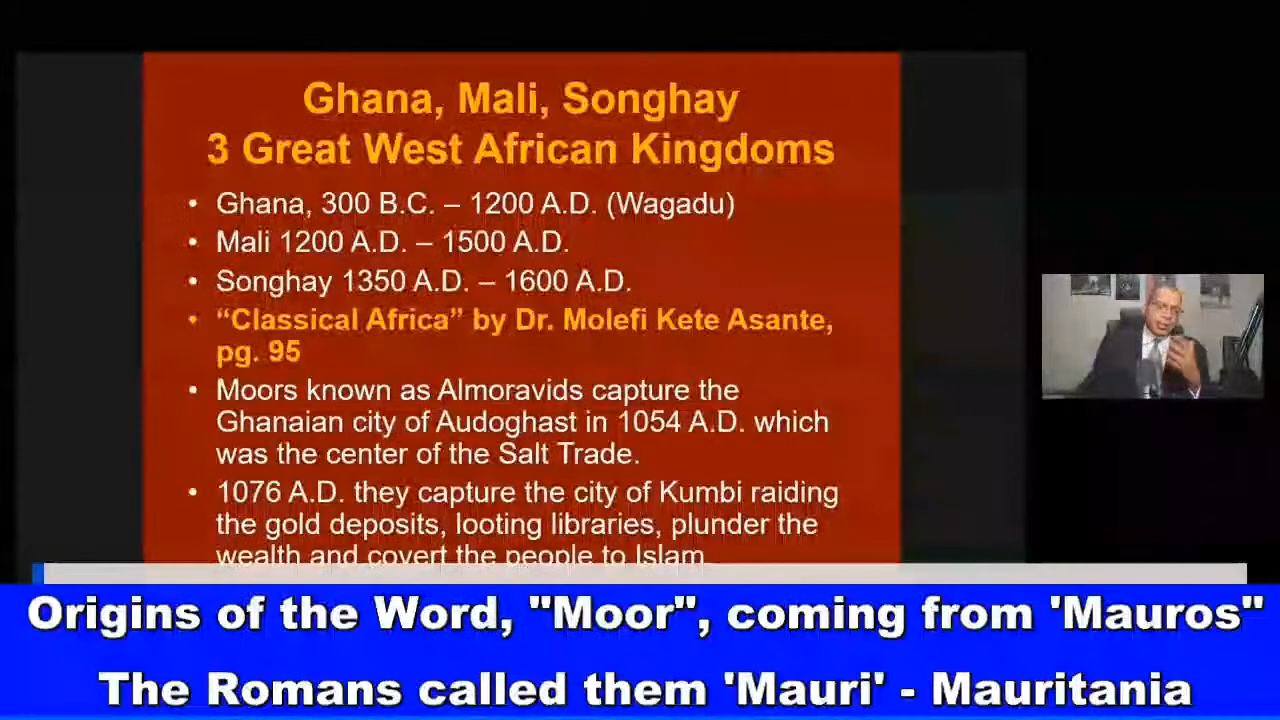 Ghana, Mali, Songhay
3 Great West African Kingdoms
• Ghana, 300 B.C. – 1200 A.D. (Wagadu)
• Mali 1200 A.D. – 1500 A.D.
• Songhay 1350 A.D. – 1600 A.D.
• “Classical Africa” by Dr. Molefi Kete Asante,
pg. 95
• Moors known as Almoravids capture the
Ghanaian city of Audoghast in 1054 A.D. which
was the center of the Salt Trade.
• 1076 A.D. they capture the city of Kumbi raiding
the gold deposits, looting libraries, plunder the
wealth and covert the people to Islam
Origins of the Word, "Moor", coming from 'Mauros"
The Romans called them 'Mauri' - Mauritania